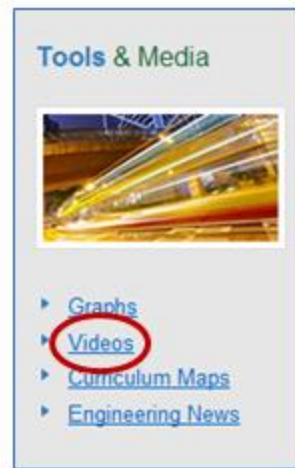 Tools & Media
Graphs
Videos
Curriculum Maps
Engineering News